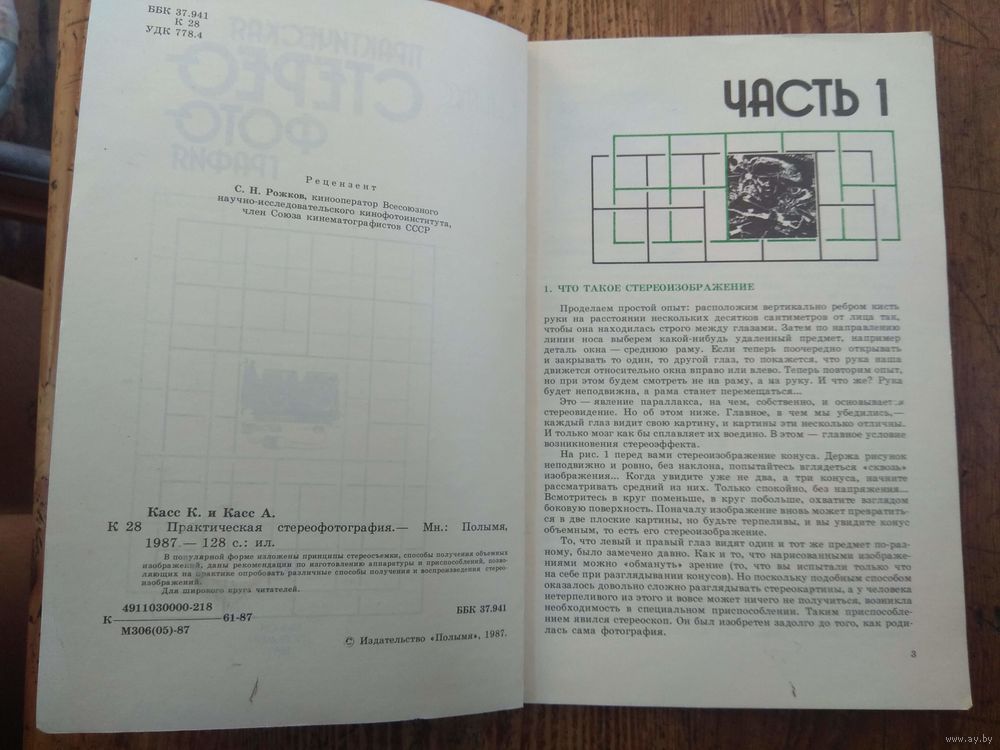 ББК 37.941
К 28
УДК 778.4
ПРАКТИЧЕСКАЯ
СТЕРЕО
ФОТО
ГРАФИЯ
Рецензент
С. Н. Рожков, кинооператор Всесоюзного
научно-исследовательского кинофотоинститута,
член Союза кинематографистов СССР
Касс К. и Касс А.
К 28 Практическая стереофотография.— Мн.: Полымя,
1987.— 128 с.: ил.
В популярной форме изложены принципы стереосъемки, способы получения объемных
изображений, даны рекомендации по изготовлению аппаратуры и приспособлений, позво-
ляющих на практике опробовать различные способы получения и воспроизведения стерео-
изображений.
Для широкого круга читателей.
4911030000-218
К—————61-87
М306(05)-87
ББК 37.941
© Издательство «Полымя», 1987.
ЧАСТЬ 1
1. ЧТО ТАКОЕ СТЕРЕОИЗОБРАЖЕНИЕ
Проделаем простой опыт: расположим вертикально ребром кисть
руки на расстоянии нескольких десятков сантиметров от лица так,
чтобы она находилась строго между глазами. Затем по направлению
линии носа выберем какой-нибудь удаленный предмет, например
деталь окна — среднюю раму. Если теперь поочередно открывать
и закрывать то один, то другой глаз, то покажется, что рука наша
движется относительно окна вправо или влево. Теперь повторим опыт,
но при этом будем смотреть не на раму, а на руку. И что же? Рука
будет неподвижна, а рама станет перемещаться...
Это — явление параллакса, на чем, собственно, и основывается
стереовидение. Но об этом ниже. Главное, в чем мы убедились,—
каждый глаз видит свою картину, и картины эти несколько отличны.
И только мозг как бы сплавляет их воедино. В этом — главное условие
возникновения стереоэффекта.
На рис. 1 перед вами стереоизображение конуса. Держа рисунок
неподвижно и ровно, без наклона, попытайтесь вглядеться «сквозь»
изображения... Когда увидите уже не два, а три конуса, начните
рассматривать средний из них. Только спокойно, без напряжения...
Всмотритесь в круг поменьше, в круг побольше, охватите взглядом
боковую поверхность. Поначалу изображение вновь может превратить-
ся в две плоские картины, но будьте терпеливы, и вы увидите конус
объемным, то есть его стереоизображение.
То, что левый и правый глаз видят один и тот же предмет по-раз-
ному, было замечено давно. Как и то, что нарисованными изображе-
ниями можно «обмануть» зрение (то, что вы испытали только что
на себе при разглядывании конусов). Но поскольку подобным способом
оказалось довольно сложно разглядывать стереокартины, а у человека
нетерпеливого из этого и вовсе может ничего не получиться, возникла
необходимость в специальном приспособлении. Таким приспособле-
нием явился стереоскоп. Он был изобретен задолго до того, как роди-
лась сама фотография.
3
www.ay.by